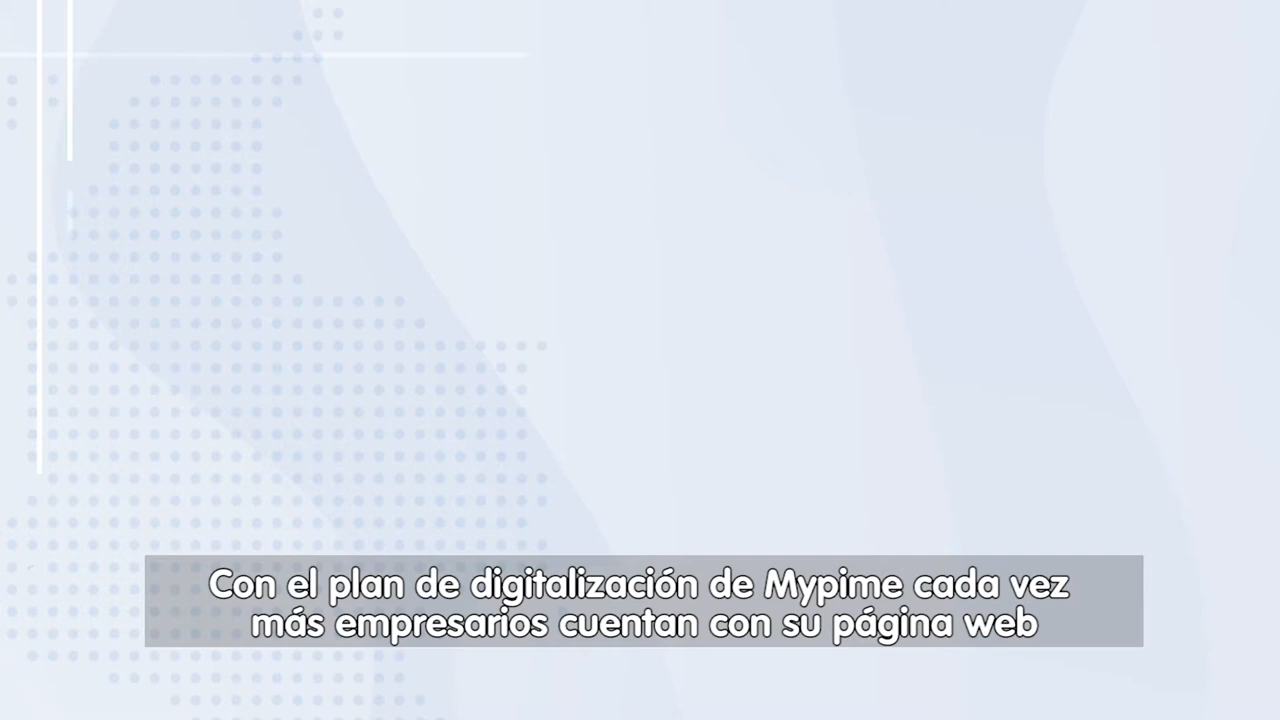 Con el plan de digitalización de Mypime cada vez
más empresarios cuentan con su página web